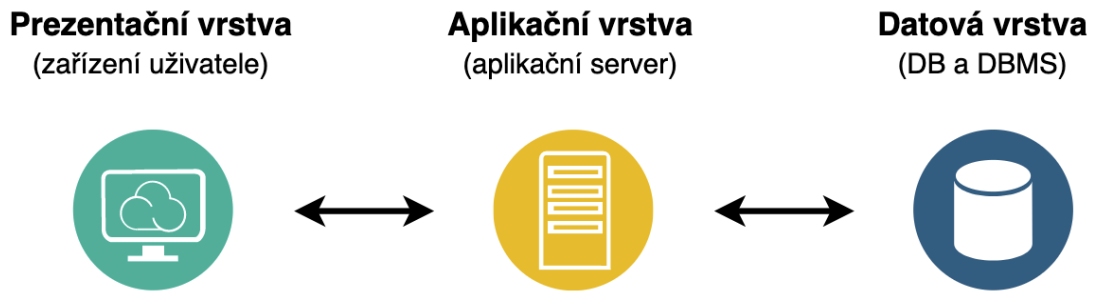 Prezentační vrstva
(zařízení uživatele)
Aplikační vrstva
(aplikační server)
Datová vrstva
(DB a DBMS)